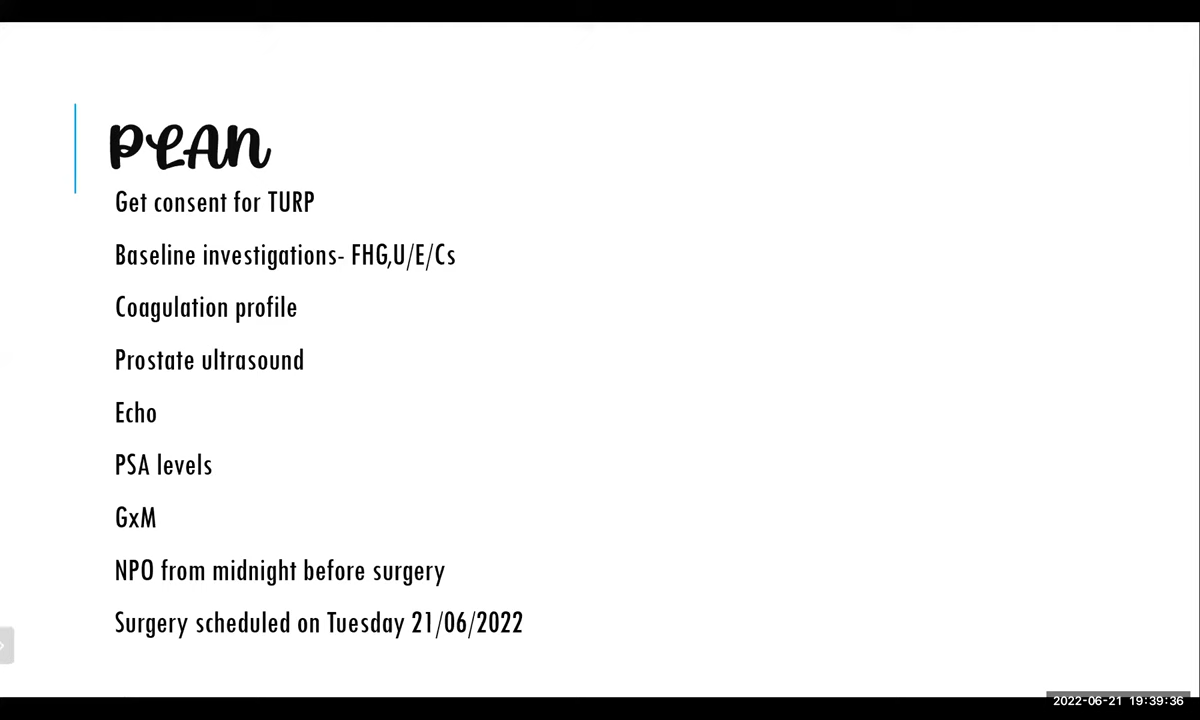 PLAN
Get consent for TURP
Baseline investigations- FHG,U/E/Cs
Coagulation profile
Prostate ultrasound
Echo
PSA levels
GxM
NPO from midnight before surgery
Surgery scheduled on Tuesday 21/06/2022
2022-06-21 19:39:36